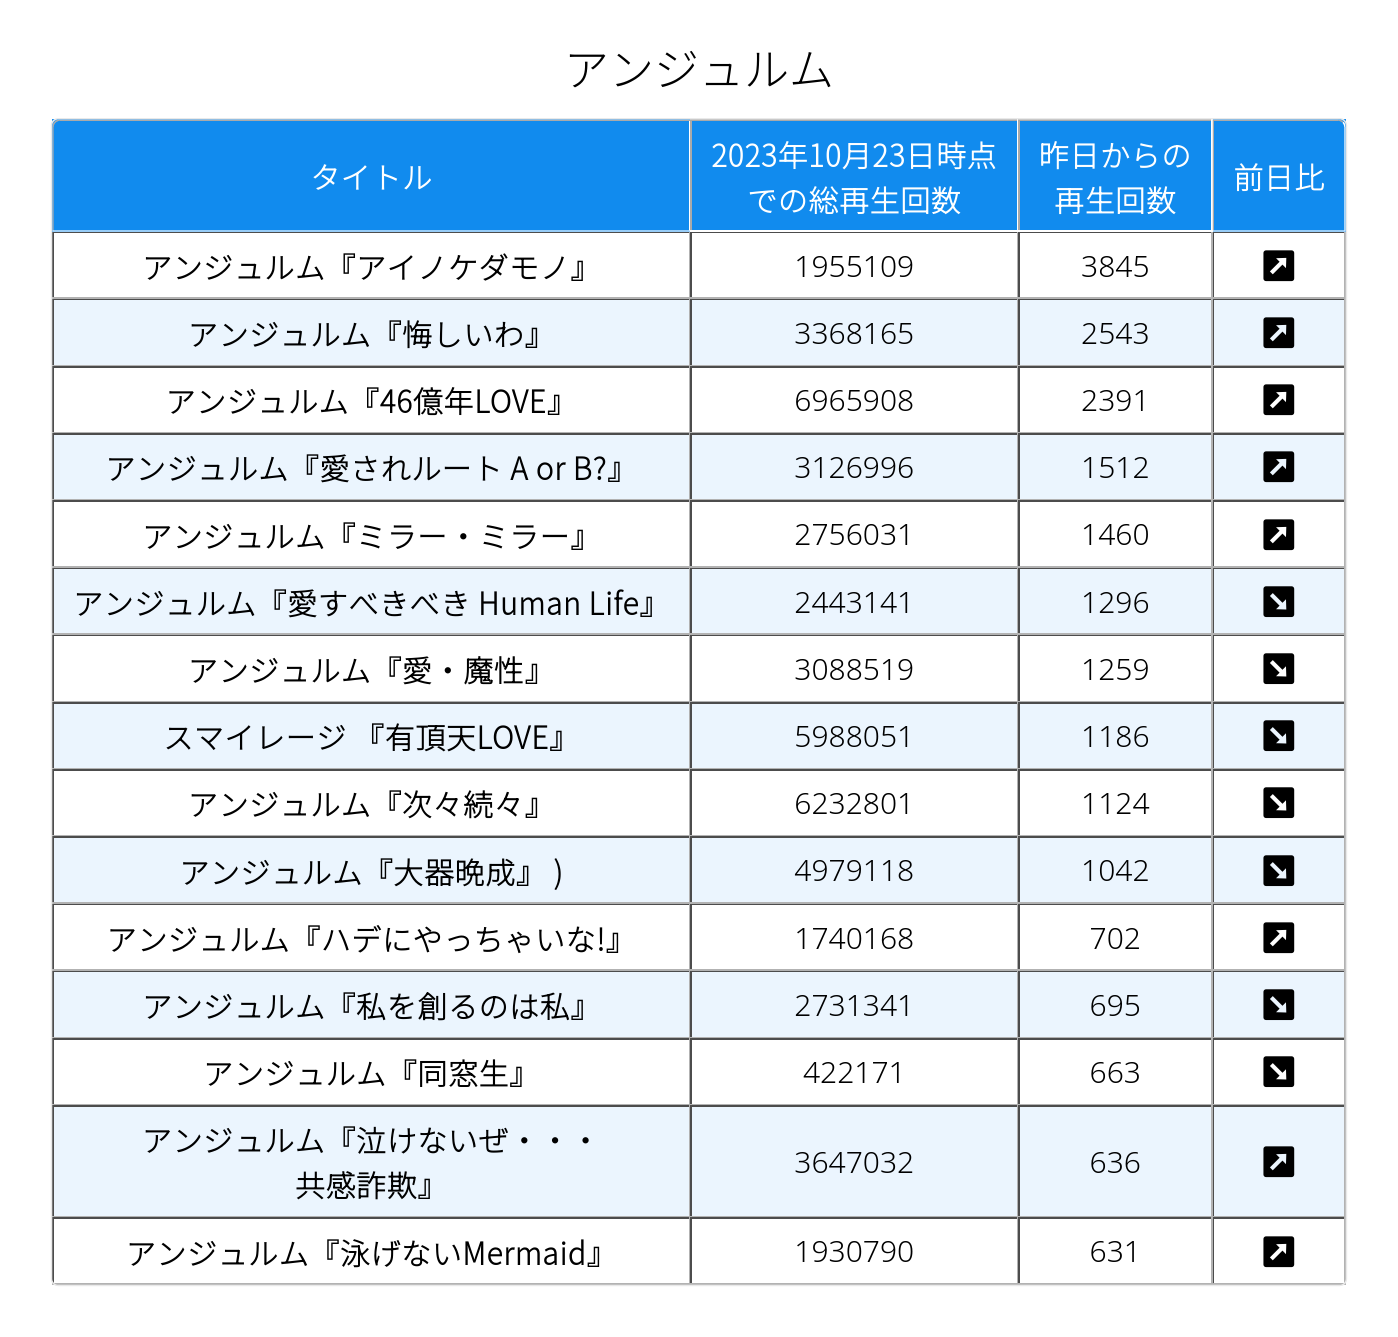 アンジュルム
タイトル 2023年10月23日時点での総再生回数 昨日からの再生回数 前日比
アンジュルム『アイノケダモノ』 1955109 3845 ↗
アンジュルム『悔しいわ』 3368165 2543 ↗
アンジュルム『46億年LOVE』 6965908 2391 ↗
アンジュルム『愛されルート A or B?』 3126996 1512 ↗
アンジュルム『ミラー・ミラー』 2756031 1460 ↗
アンジュルム『愛すべきべき Human Life』 2443141 1296 ↘
アンジュルム『愛・魔性』 3088519 1259 ↘
スマイレージ 『有頂天LOVE』 5988051 1186 ↘
アンジュルム『次々続々』 6232801 1124 ↘
アンジュルム『大器晩成』 ) 4979118 1042 ↘
アンジュルム『ハデにやっちゃいな!』 1740168 702 ↗
アンジュルム『私を創るのは私』 2731341 695 ↘
アンジュルム『同窓生』 422171 663 ↘
アンジュルム『泣けないぜ・・・共感詐欺』 3647032 636 ↗
アンジュルム『泳げないMermaid』 1930790 631 ↗